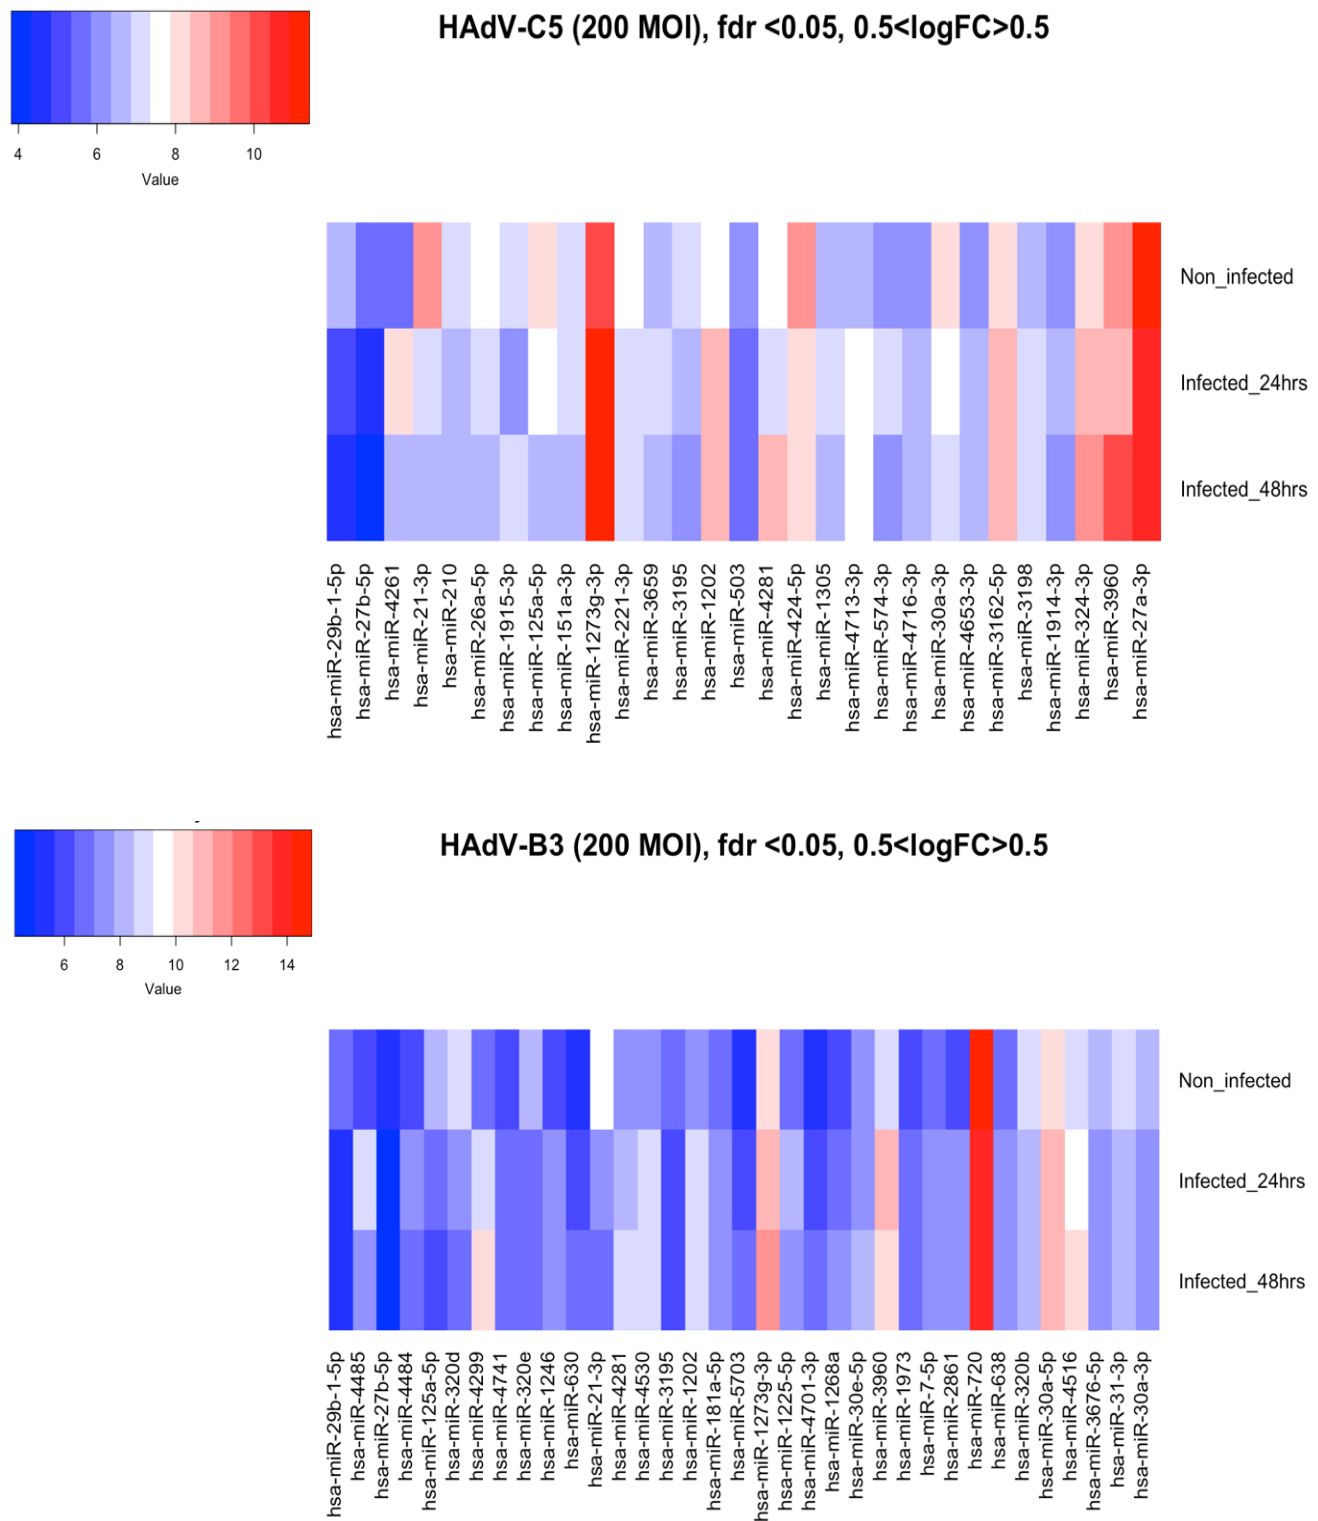 HAdV-C5 (200 MOI), fdr <0.05, 0.5<logFC>0.5
4 6 8 10
Value
Non_infected
Infected_24hrs
Infected_48hrs
hsa-miR-29b-1-5p
hsa-miR-27b-5p
hsa-miR-4261
hsa-miR-21-3p
hsa-miR-210
hsa-miR-26a-5p
hsa-miR-1915-3p
hsa-miR-125a-5p
hsa-miR-151a-3p
hsa-miR-1273g-3p
hsa-miR-221-3p
hsa-miR-3659
hsa-miR-3195
hsa-miR-1202
hsa-miR-503
hsa-miR-4281
hsa-miR-424-5p
hsa-miR-1305
hsa-miR-4713-3p
hsa-miR-574-3p
hsa-miR-4716-3p
hsa-miR-30a-3p
hsa-miR-4653-3p
hsa-miR-3162-5p
hsa-miR-3198
hsa-miR-1914-3p
hsa-miR-324-3p
hsa-miR-3960
hsa-miR-27a-3p
HAdV-B3 (200 MOI), fdr <0.05, 0.5<logFC>0.5
6 8 10 12 14
Value
Non_infected
Infected_24hrs
Infected_48hrs
hsa-miR-29b-1-5p
hsa-miR-4485
hsa-miR-27b-5p
hsa-miR-4484
hsa-miR-125a-5p
hsa-miR-320d
hsa-miR-4299
hsa-miR-4741
hsa-miR-320e
hsa-miR-1246
hsa-miR-630
hsa-miR-21-3p
hsa-miR-4281
hsa-miR-4530
hsa-miR-3195
hsa-miR-1202
hsa-miR-181a-5p
hsa-miR-5703
hsa-miR-1273g-3p
hsa-miR-1225-5p
hsa-miR-4701-3p
hsa-miR-1268a
hsa-miR-30e-5p
hsa-miR-3960
hsa-miR-1973
hsa-miR-7-5p
hsa-miR-2861
hsa-miR-720
hsa-miR-638
hsa-miR-320b
hsa-miR-30a-5p
hsa-miR-4516
hsa-miR-3676-5p
hsa-miR-31-3p
hsa-miR-30a-3p